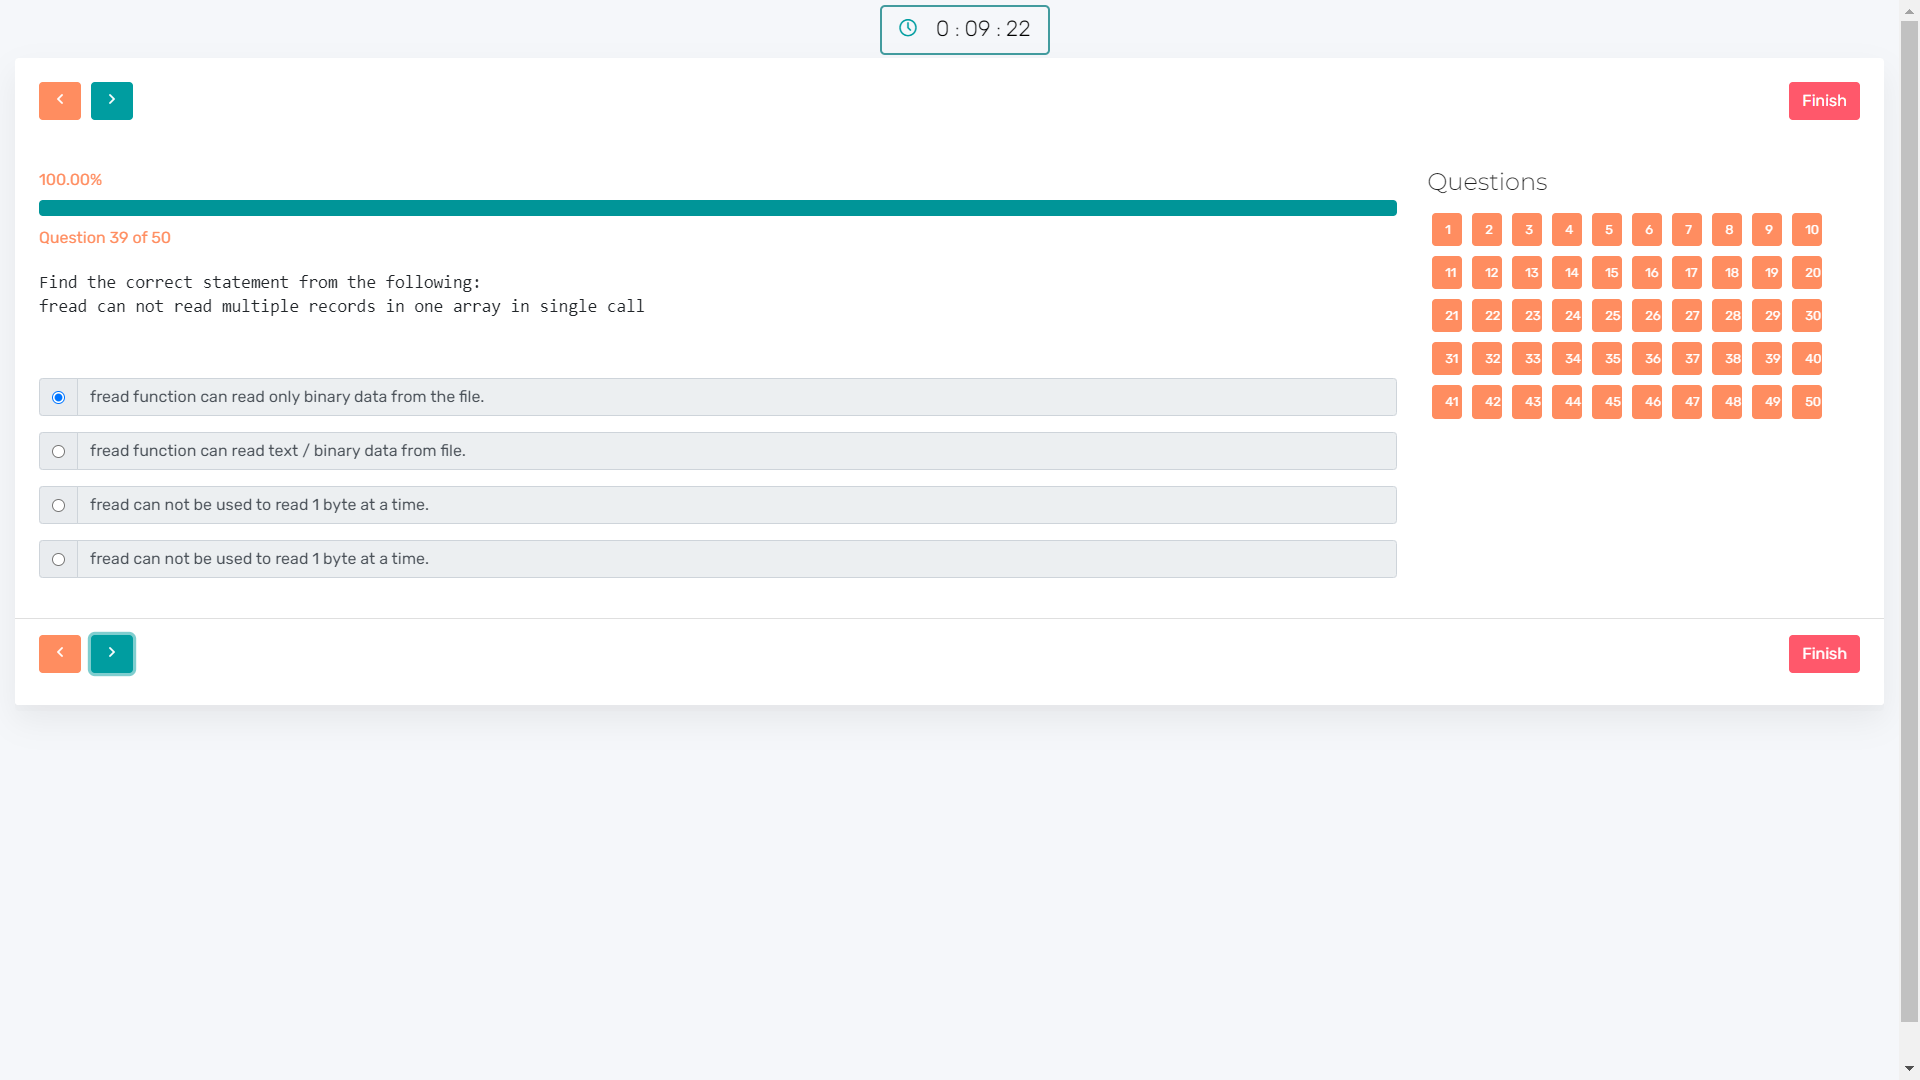 0 : 09 : 22
Finish
100.00%
Question 39 of 50
Find the correct statement from the following:
fread can not read multiple records in one array in single call
fread function can read only binary data from the file.
fread function can read text / binary data from file.
fread can not be used to read 1 byte at a time.
fread can not be used to read 1 byte at a time.
Questions
1 2 3 4 5 6 7 8 9 10
11 12 13 14 15 16 17 18 19 20
21 22 23 24 25 26 27 28 29 30
31 32 33 34 35 36 37 38 39 40
41 42 43 44 45 46 47 48 49 50
Finish